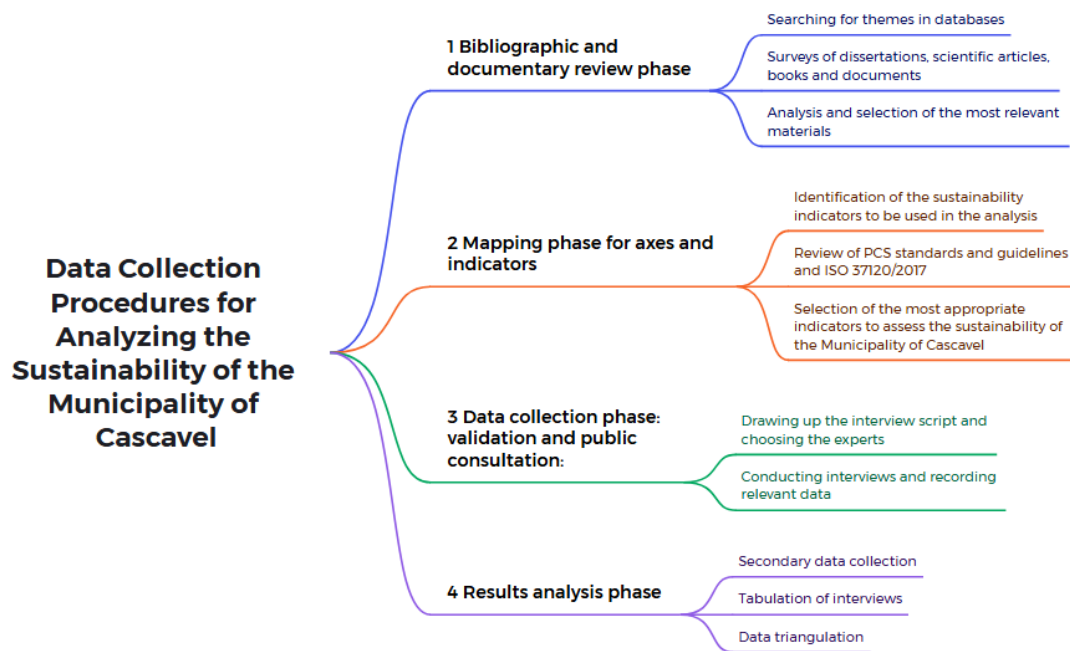 Data Collection
Procedures for
Analyzing the
Sustainability of the
Municipality of
Cascavel
1 Bibliographic and
documentary review phase
Searching for themes in databases
Surveys of dissertations, scientific articles,
books and documents
Analysis and selection of the most relevant
materials
2 Mapping phase for axes and
indicators
Identification of the sustainability
indicators to be used in the analysis
Review of PCS standards and guidelines
and ISO 37120/2017
Selection of the most appropriate
indicators to assess the sustainability of
the Municipality of Cascavel
3 Data collection phase:
validation and public
consultation:
Drawing up the interview script and
choosing the experts
Conducting interviews and recording
relevant data
4 Results analysis phase
Secondary data collection
Tabulation of interviews
Data triangulation